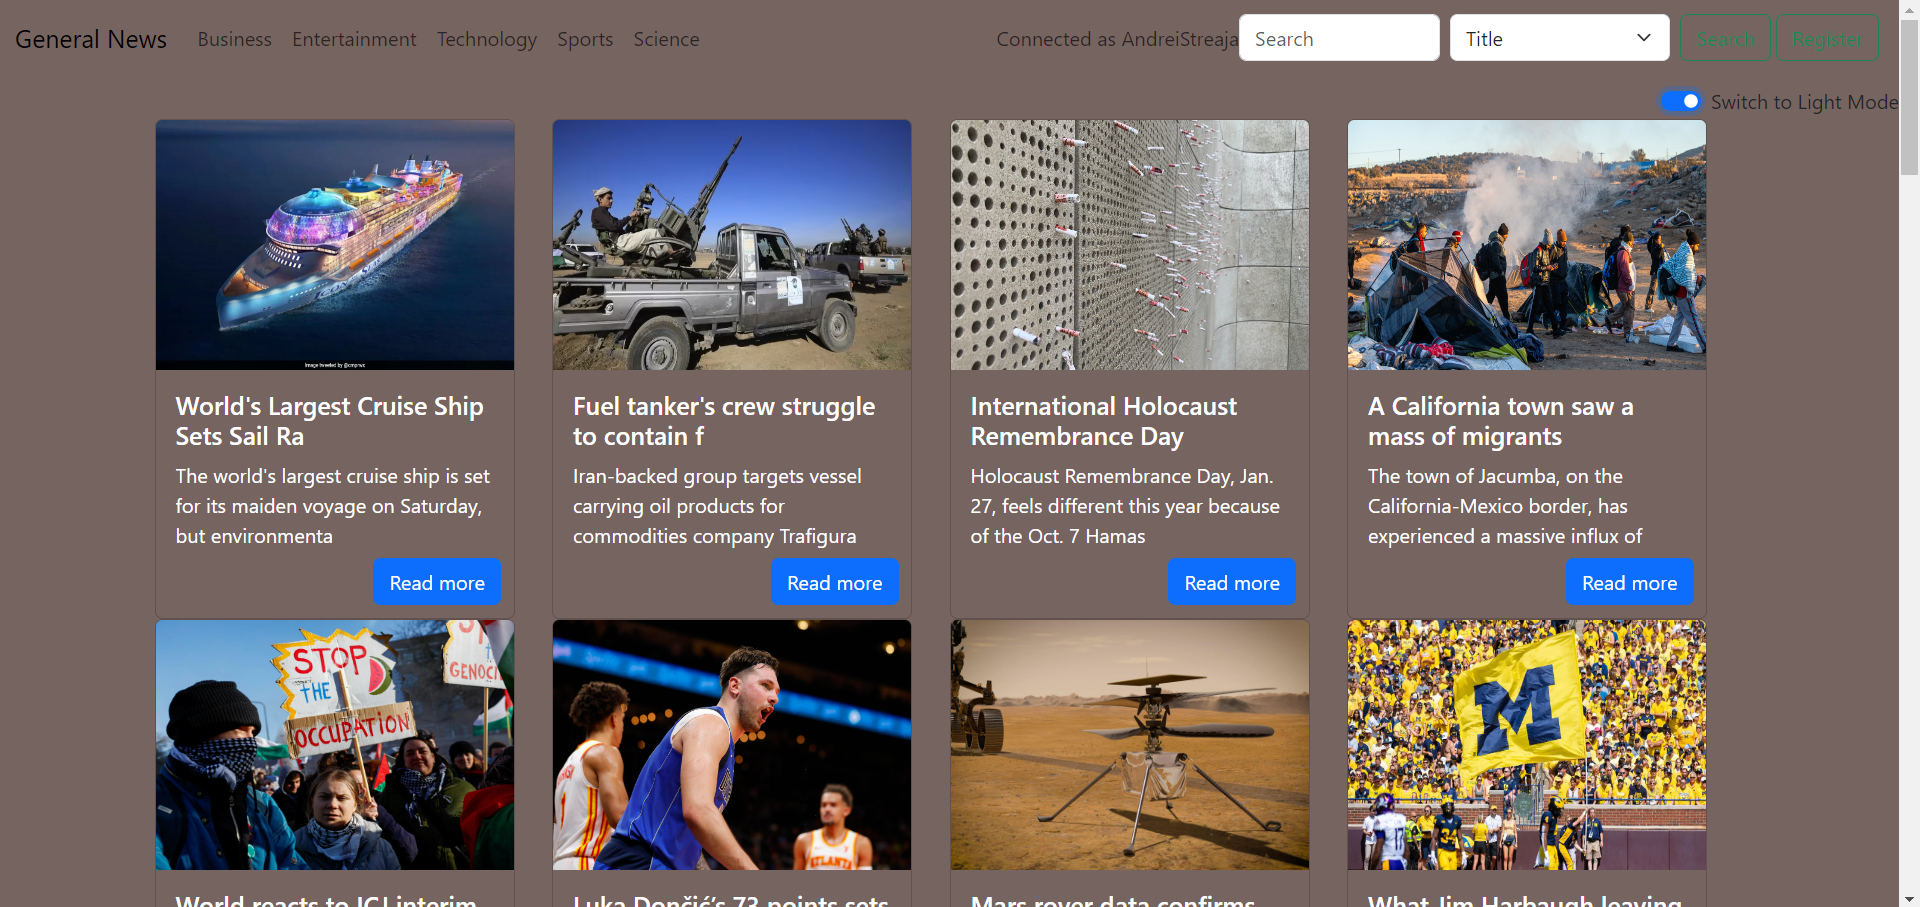 General News Business Entertainment Technology Sports Science Connected as AndreiStreaja Search Title Search Register
Switch to Light Mode
Image tweeted by @cmpnwtr
World's Largest Cruise Ship
Sets Sail Ra
The world's largest cruise ship is set
for its maiden voyage on Saturday,
but environmenta
Read more
Fuel tanker's crew struggle
to contain f
Iran-backed group targets vessel
carrying oil products for
commodities company Trafigura
Read more
International Holocaust
Remembrance Day
Holocaust Remembrance Day, Jan.
27, feels different this year because
of the Oct. 7 Hamas
Read more
A California town saw a
mass of migrants
The town of Jacumba, on the
California-Mexico border, has
experienced a massive influx of
Read more
STOP
THE
OCCUPATION
GENOC
ATLANTA
M
World reacts to ICJ interim
Luka Dončić's 73 points sets
Mars rover data confirms
What Jim Harbaugh leaving